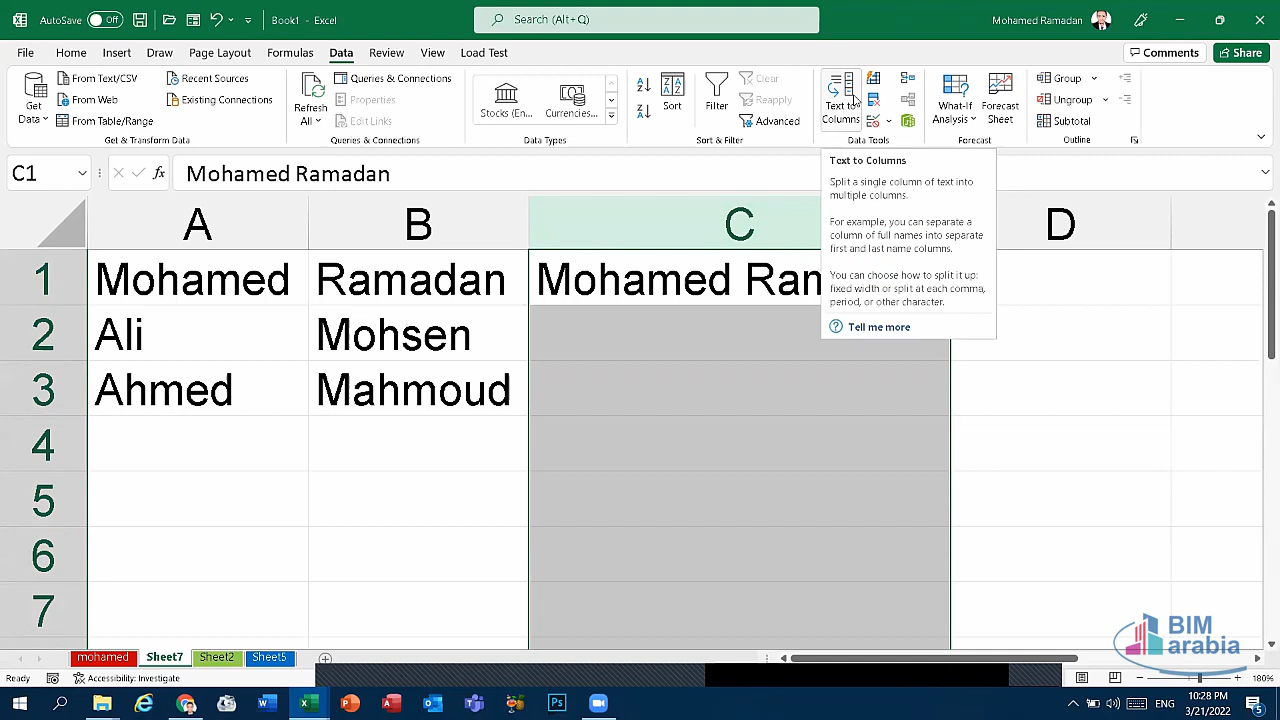 AutoSave Off Book1 - Excel Search (Alt+Q) Mohamed Ramadan
File Home Insert Draw Page Layout Formulas Data Review View Load Test Comments Share
Get Data
From Text/CSV
From Web
From Table/Range
Recent Sources
Existing Connections
Get & Transform Data
Refresh All
Queries & Connections
Properties
Edit Links
Queries & Connections
Stocks (En...
Currencies...
Data Types
Sort
Filter
Clear
Reapply
Advanced
Sort & Filter
Text to Columns
Data Tools
What-If Analysis
Forecast Sheet
Forecast
Group
Ungroup
Subtotal
Outline
C1 fx Mohamed Ramadan
Text to Columns
Split a single column of text into
multiple columns.
For example, you can separate a
column of full names into separate
first and last name columns.
You can choose how to split it up:
fixed width or split at each comma,
period, or other character.
? Tell me more
A B C D
1 Mohamed Ramadan Mohamed Ram
2 Ali Mohsen
3 Ahmed Mahmoud
4
5
6
7
BIM
arabia
mohamed Sheet7 Sheet2 Sheet5
Ready Accessibility: Investigate 180%
ENG 10:28 PM
3/21/2022 5